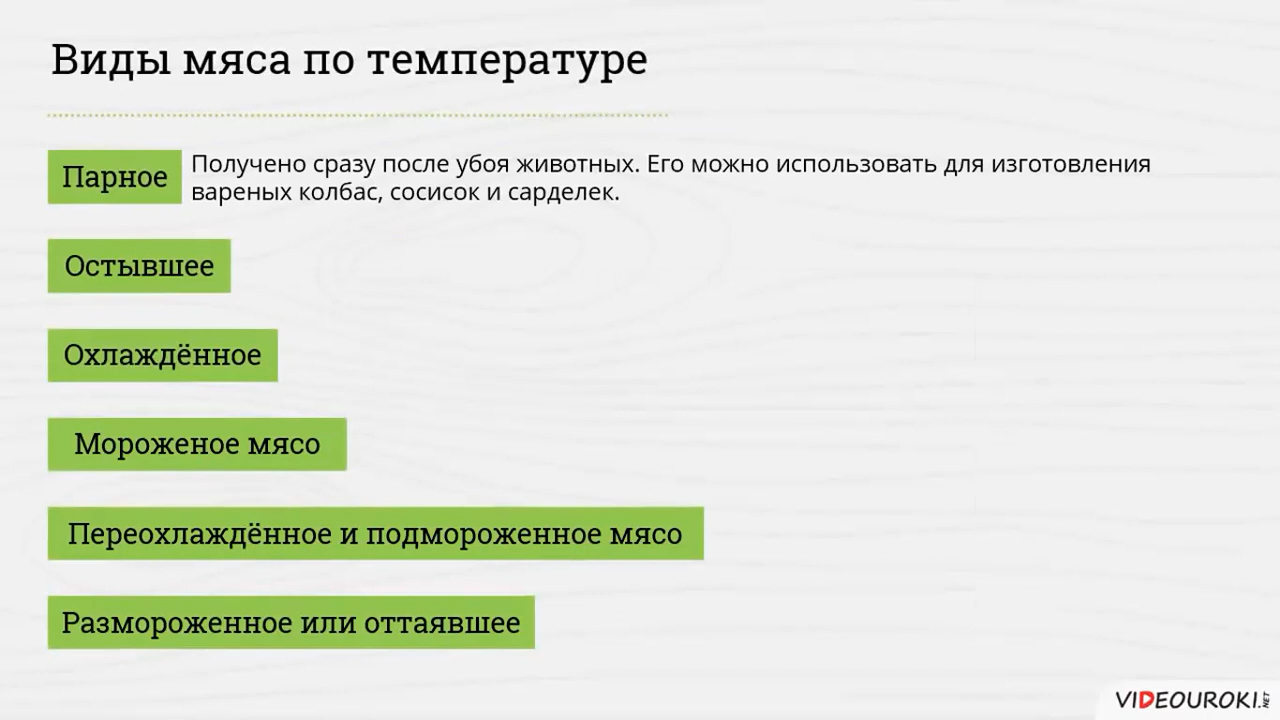 Виды мяса по температуре
Парное
Получено сразу после убоя животных. Его можно использовать для изготовления
вареных колбас, сосисок и сарделек.
Остывшее
Охлаждённое
Мороженое мясо
Переохлаждённое и подмороженное мясо
Размороженное или оттаявшее
VIDEOUROKI.NET